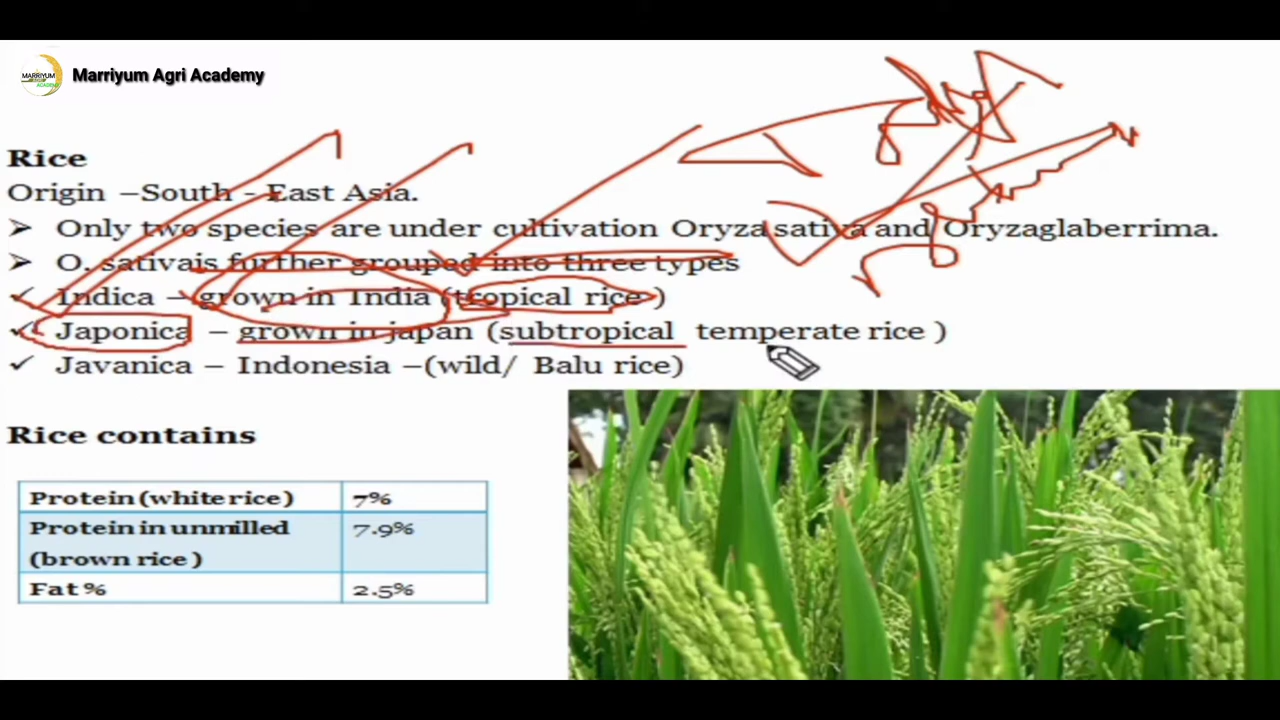 MARRIYUM
ACADEMY
Marriyum Agri Academy
Rice
Origin –South - East Asia.
➢ Only two species are under cultivation Oryza sativa and Oryzaglaberrima.
➢ O. sativais further grouped into three types
✓ Indica – grown in India (tropical rice )
✓ Japonica – grown in japan (subtropical temperate rice )
✓ Javanica – Indonesia –(wild/ Balu rice)
Rice contains
Protein (white rice) 7%
Protein in unmilled (brown rice ) 7.9%
Fat % 2.5%